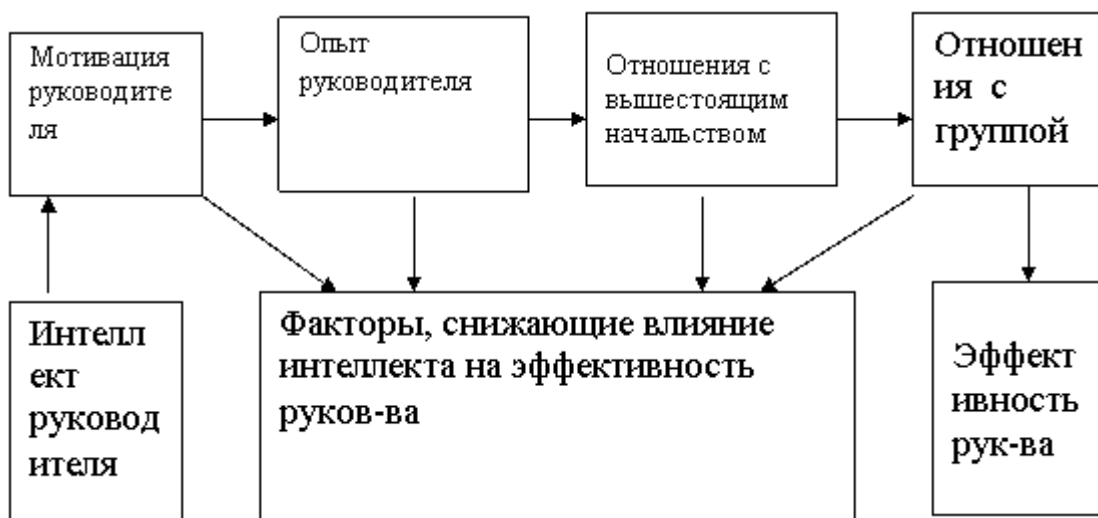 Мотивация
руководите
ля
Опыт
руководителя
Отношения с
вышестоящим
начальством
Отношен
ия с
группой
Интелл
ект
руковод
ителя
Факторы, снижающие влияние
интеллекта на эффективность
руков-ва
Эффект
ивность
рук-ва